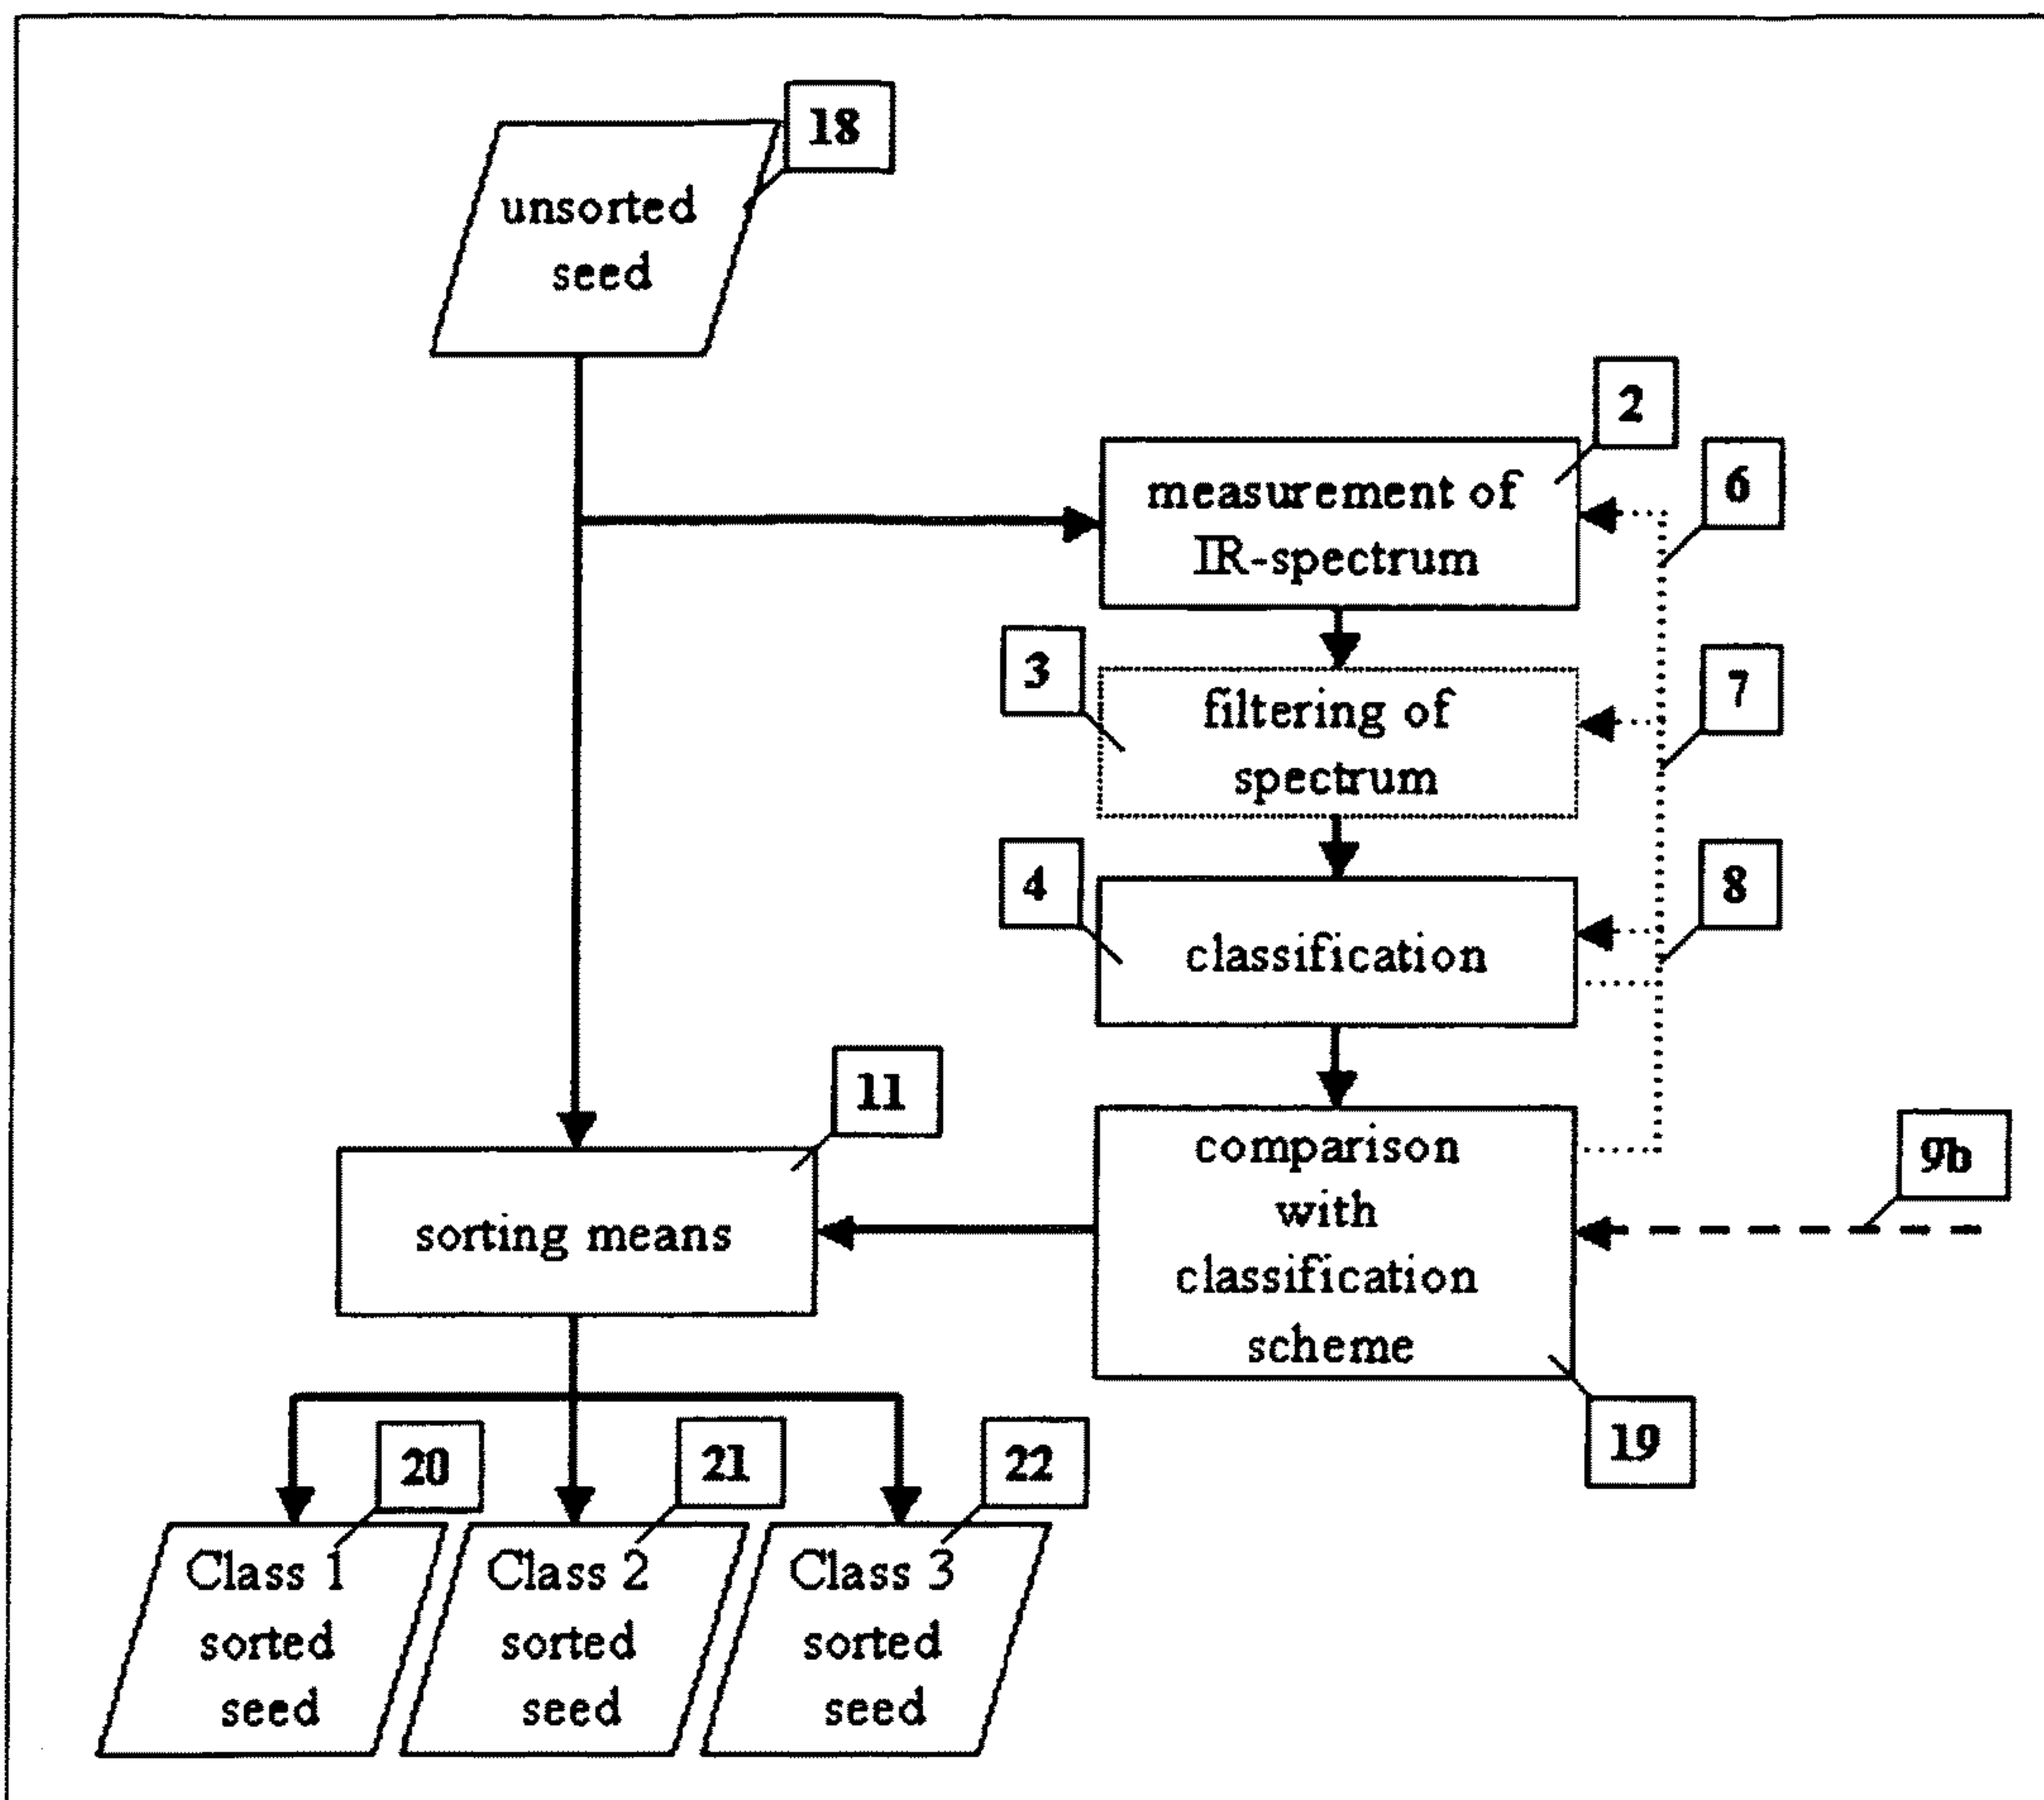 18
unsorted
seed
2
measurement of
IR-spectrum
6
3
filtering of
spectrum
7
4
classification
8
11
sorting means
comparison
with
classification
scheme
9b
19
20
21
22
Class 1
sorted
seed
Class 2
sorted
seed
Class 3
sorted
seed